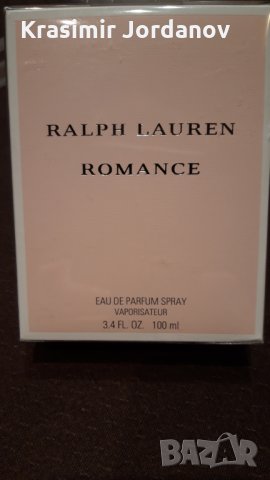 Krasimir Jordanov
RALPH LAUREN
ROMANCE
EAU DE PARFUM SPRAY
VAPORISATEUR
3.4 FL. OZ. 100 ml
BAZAR